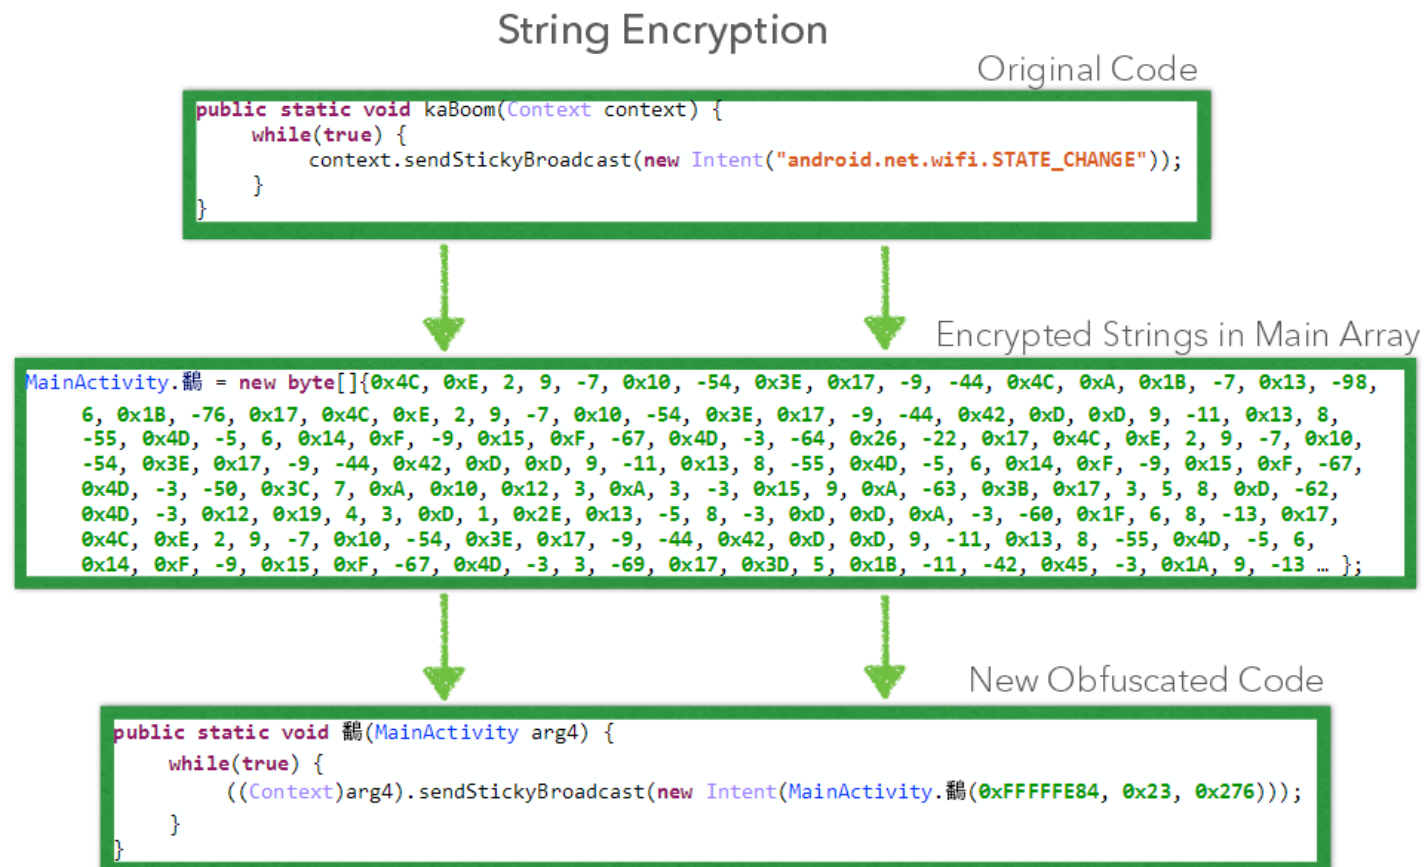 String Encryption
Original Code
public static void kaBoom(Context context) {
while(true) {
context.sendStickyBroadcast(new Intent("android.net.wifi.STATE_CHANGE"));
}
}
Encrypted Strings in Main Array
MainActivity.鷭 = new byte[]{0x4C, 0xE, 2, 9, -7, 0x10, -54, 0x3E, 0x17, -9, -44, 0x4C, 0xA, 0x1B, -7, 0x13, -98,
6, 0x1B, -76, 0x17, 0x4C, 0xE, 2, 9, -7, 0x10, -54, 0x3E, 0x17, -9, -44, 0x42, 0xD, 0xD, 9, -11, 0x13, 8,
-55, 0x4D, -5, 6, 0x14, 0xF, -9, 0x15, 0xF, -67, 0x4D, -3, -64, 0x26, -22, 0x17, 0x4C, 0xE, 2, 9, -7, 0x10,
-54, 0x3E, 0x17, -9, -44, 0x42, 0xD, 0xD, 9, -11, 0x13, 8, -55, 0x4D, -5, 6, 0x14, 0xF, -9, 0x15, 0xF, -67,
0x4D, -3, -50, 0x3C, 7, 0xA, 0x10, 0x12, 3, 0xA, 3, -3, 0x15, 9, 0xA, -63, 0x3B, 0x17, 3, 5, 8, 0xD, -62,
0x4D, -3, 0x12, 0x19, 4, 3, 0xD, 1, 0x2E, 0x13, -5, 8, -3, 0xD, 0xD, 0xA, -3, -60, 0x1F, 6, 8, -13, 0x17,
0x4C, 0xE, 2, 9, -7, 0x10, -54, 0x3E, 0x17, -9, -44, 0x42, 0xD, 0xD, 9, -11, 0x13, 8, -55, 0x4D, -5, 6,
0x14, 0xF, -9, 0x15, 0xF, -67, 0x4D, -3, 3, -69, 0x17, 0x3D, 5, 0x1B, -11, -42, 0x45, -3, 0x1A, 9, -13 … };
New Obfuscated Code
public static void 鷭(MainActivity arg4) {
while(true) {
((Context)arg4).sendStickyBroadcast(new Intent(MainActivity.鷭(0xFFFFFE84, 0x23, 0x276)));
}
}